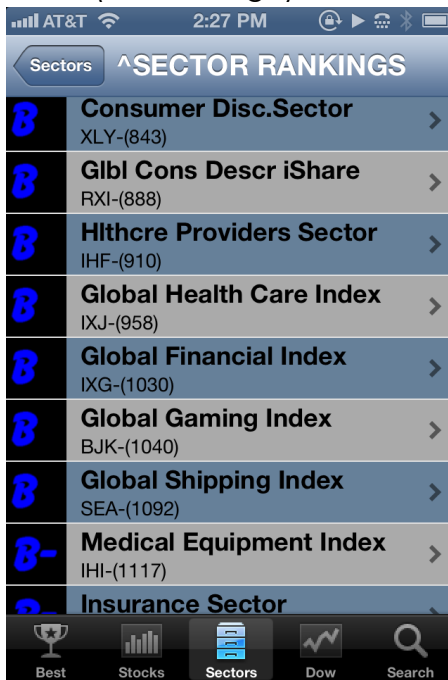 AT&T 2:27 PM
Sectors ^SECTOR RANKINGS
B Consumer Disc.Sector
XLY-(843)
B Glbl Cons Descr iShare
RXI-(888)
B Hlthcre Providers Sector
IHF-(910)
B Global Health Care Index
IXJ-(958)
B Global Financial Index
IXG-(1030)
B Global Gaming Index
BJK-(1040)
B Global Shipping Index
SEA-(1092)
B- Medical Equipment Index
IHI-(1117)
B- Insurance Sector
Best Stocks Sectors Dow Search